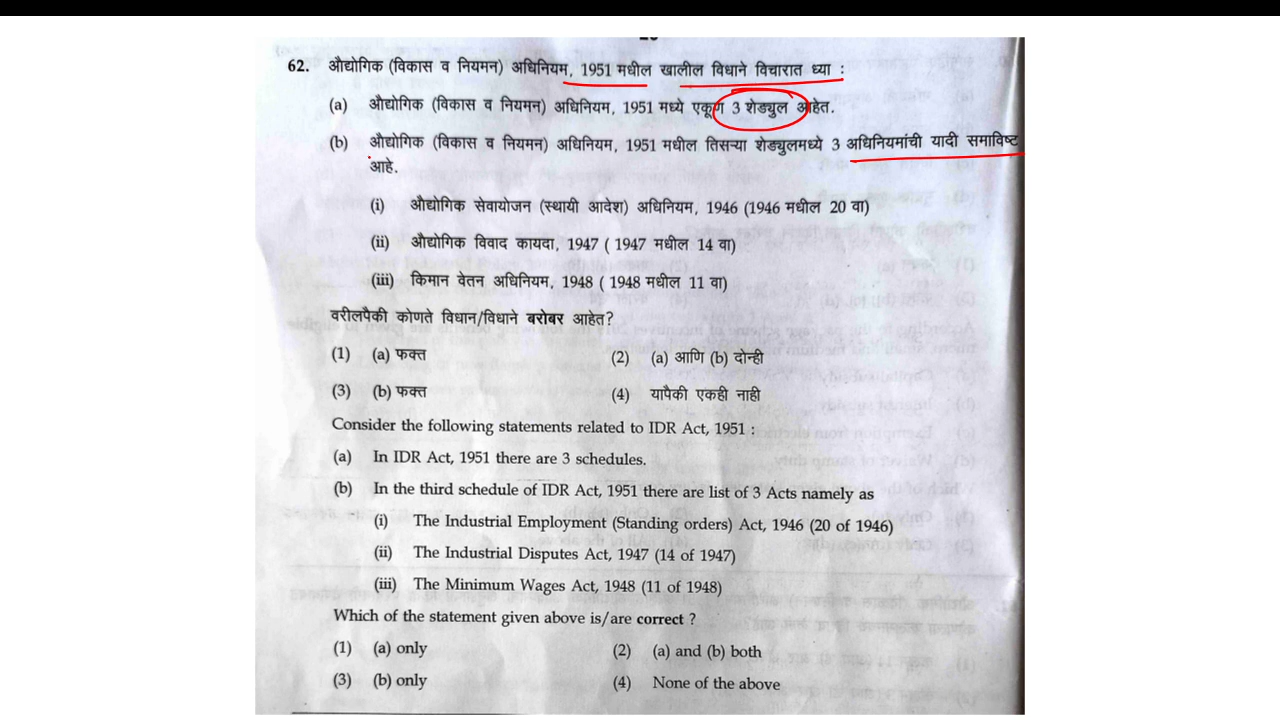 62. औद्योगिक (विकास व नियमन) अधिनियम, 1951 मधील खालील विधाने विचारात ध्या :
(a) औद्योगिक (विकास व नियमन) अधिनियम, 1951 मध्ये एकूण 3 शेड्युल आहेत.
(b) औद्योगिक (विकास व नियमन) अधिनियम, 1951 मधील तिसऱ्या शेड्युलमध्ये 3 अधिनियमांची यादी समाविष्ट
आहे.
(i) औद्योगिक सेवायोजन (स्थायी आदेश) अधिनियम, 1946 (1946 मधील 20 वा)
(ii) औद्योगिक विवाद कायदा, 1947 ( 1947 मधील 14 वा)
(iii) किमान वेतन अधिनियम, 1948 ( 1948 मधील 11 वा)
वरीलपैकी कोणते विधान/विधाने बरोबर आहेत?
(1) (a) फक्त (2) (a) आणि (b) दोन्ही
(3) (b) फक्त (4) यापैकी एकही नाही
Consider the following statements related to IDR Act, 1951 :
(a) In IDR Act, 1951 there are 3 schedules.
(b) In the third schedule of IDR Act, 1951 there are list of 3 Acts namely as
(i) The Industrial Employment (Standing orders) Act, 1946 (20 of 1946)
(ii) The Industrial Disputes Act, 1947 (14 of 1947)
(iii) The Minimum Wages Act, 1948 (11 of 1948)
Which of the statement given above is/are correct ?
(1) (a) only (2) (a) and (b) both
(3) (b) only (4) None of the above